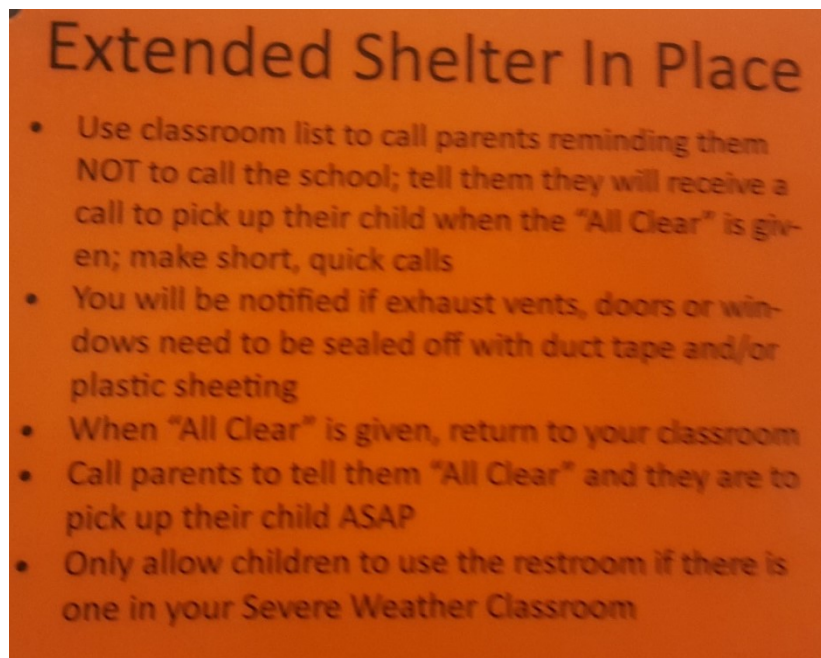 Extended Shelter In Place
• Use classroom list to call parents reminding them
NOT to call the school; tell them they will receive a
call to pick up their child when the “All Clear” is giv-
en; make short, quick calls
• You will be notified if exhaust vents, doors or win-
dows need to be sealed off with duct tape and/or
plastic sheeting
• When “All Clear” is given, return to your classroom
• Call parents to tell them “All Clear” and they are to
pick up their child ASAP
• Only allow children to use the restroom if there is
one in your Severe Weather Classroom